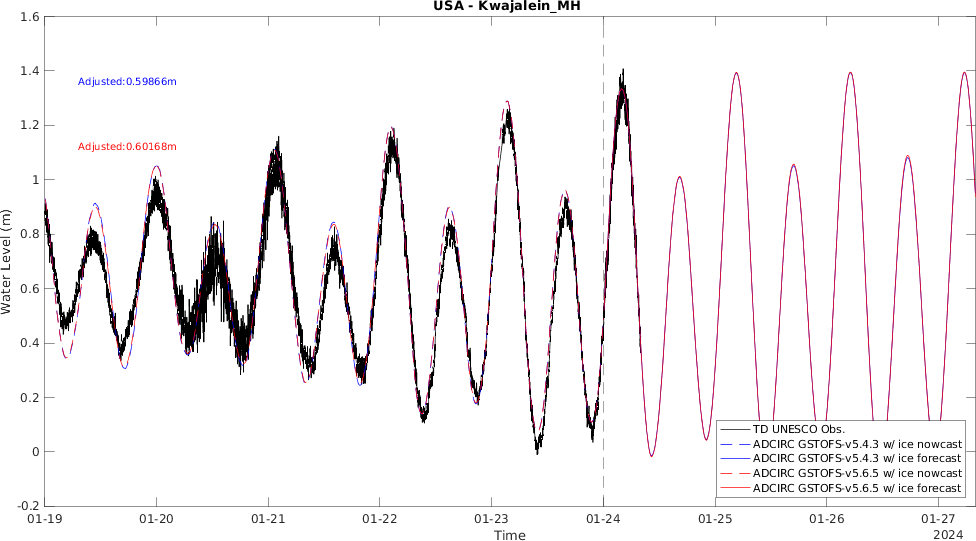 USA - Kwajalein_MH
Adjusted:0.59866m
Adjusted:0.60168m
Water Level (m)
1.6
1.4
1.2
1
0.8
0.6
0.4
0.2
0
-0.2
TD UNESCO Obs.
ADCIRC GSTOFS-v5.4.3 w/ ice nowcast
ADCIRC GSTOFS-v5.4.3 w/ ice forecast
ADCIRC GSTOFS-v5.6.5 w/ ice nowcast
ADCIRC GSTOFS-v5.6.5 w/ ice forecast
01-19 01-20 01-21 01-22 01-23 01-24 01-25 01-26 01-27
Time
2024